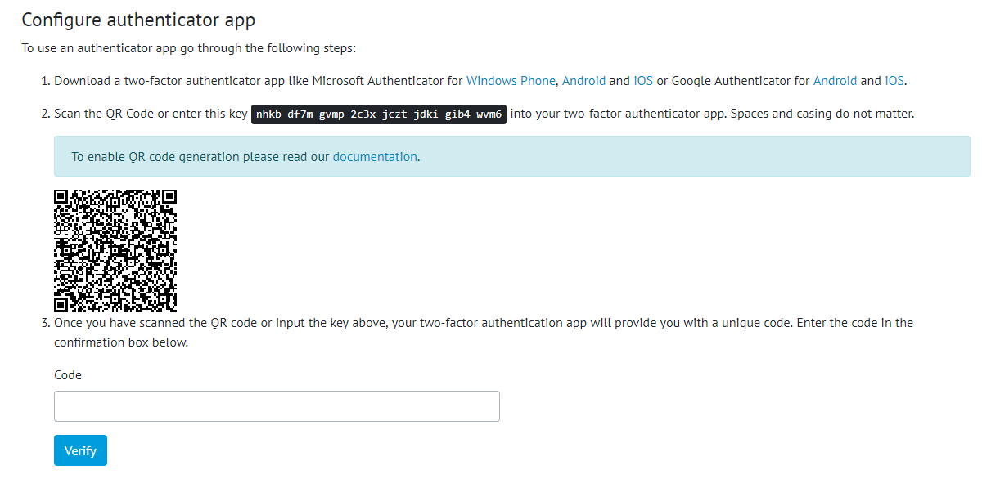 Configure authenticator app
To use an authenticator app go through the following steps:
1. Download a two-factor authenticator app like Microsoft Authenticator for Windows Phone, Android and iOS or Google Authenticator for Android and iOS.
2. Scan the QR Code or enter this key nhkb df7m gvmp 2c3x jczt jdki gib4 wvm6 into your two-factor authenticator app. Spaces and casing do not matter.
To enable QR code generation please read our documentation.
3. Once you have scanned the QR code or input the key above, your two-factor authentication app will provide you with a unique code. Enter the code in the
confirmation box below.
Code
Verify